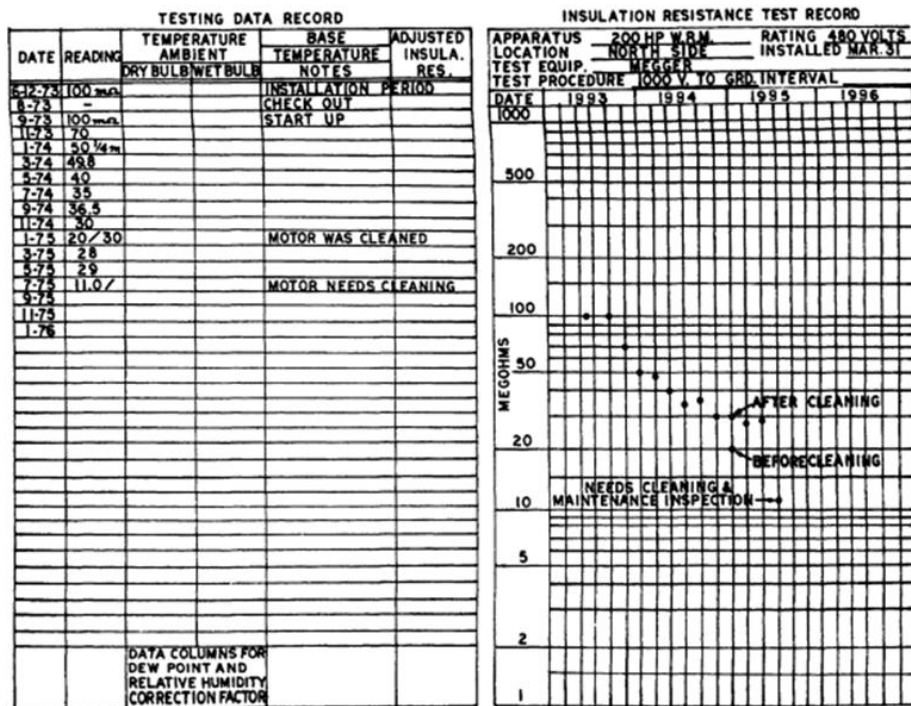 TESTING DATA RECORD
DATE READING TEMPERATURE AMBIENT DRY BULB WET BULB BASE TEMPERATURE NOTES ADJUSTED INSULA. RES.
6-12-73 100 mΩ INSTALLATION PERIOD
8-73 - CHECK OUT
9-73 100 mΩ START UP
11-73 70
1-74 50 1/4 m
3-74 49.8
5-74 40
7-74 35
9-74 36.5
11-74 30
1-75 20/30 MOTOR WAS CLEANED
3-75 28
5-75 29
7-75 11.0/ MOTOR NEEDS CLEANING
9-75
11-75
1-76
DATA COLUMNS FOR
DEW POINT AND
RELATIVE HUMIDITY
CORRECTION FACTOR
INSULATION RESISTANCE TEST RECORD
APPARATUS 200 HP W.R.M. RATING 480 VOLTS
LOCATION NORTH SIDE INSTALLED MAR. 31
TEST EQUIP. MEGGER
TEST PROCEDURE 1000 V. TO GRD. INTERVAL
DATE 1993 1994 1995 1996
1000
500
200
100
50
20
10
5
2
1
MEGOHMS
AFTER CLEANING
BEFORECLEANING
NEEDS CLEANING &
MAINTENANCE INSPECTION